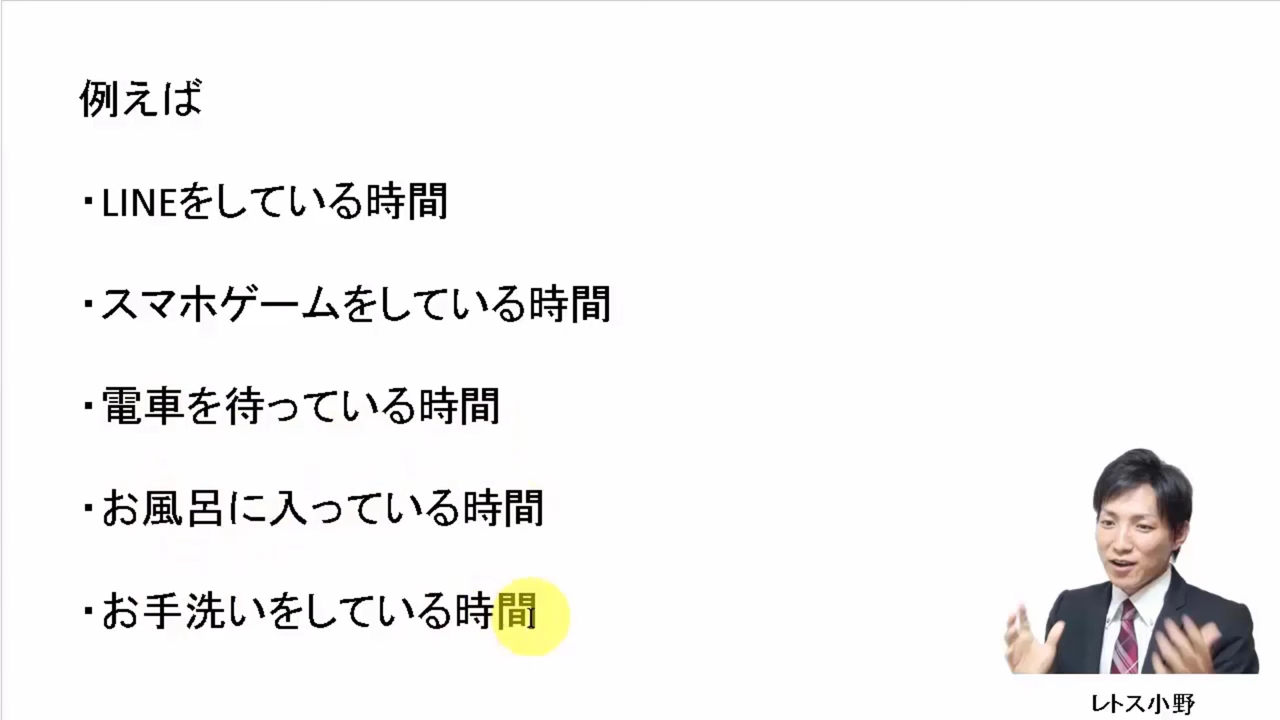 例えば
・LINEをしている時間
・スマホゲームをしている時間
・電車を待っている時間
・お風呂に入っている時間
・お手洗いをしている時間
レトス小野